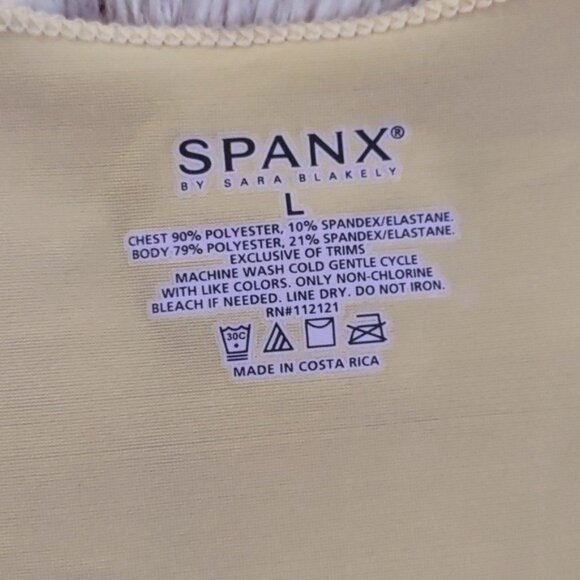 SPANX®
BY SARA BLAKELY
L
CHEST 90% POLYESTER, 10% SPANDEX/ELASTANE.
BODY 79% POLYESTER, 21% SPANDEX/ELASTANE.
EXCLUSIVE OF TRIMS
MACHINE WASH COLD GENTLE CYCLE
WITH LIKE COLORS. ONLY NON-CHLORINE
BLEACH IF NEEDED. LINE DRY. DO NOT IRON.
RN#112121
30C
MADE IN COSTA RICA